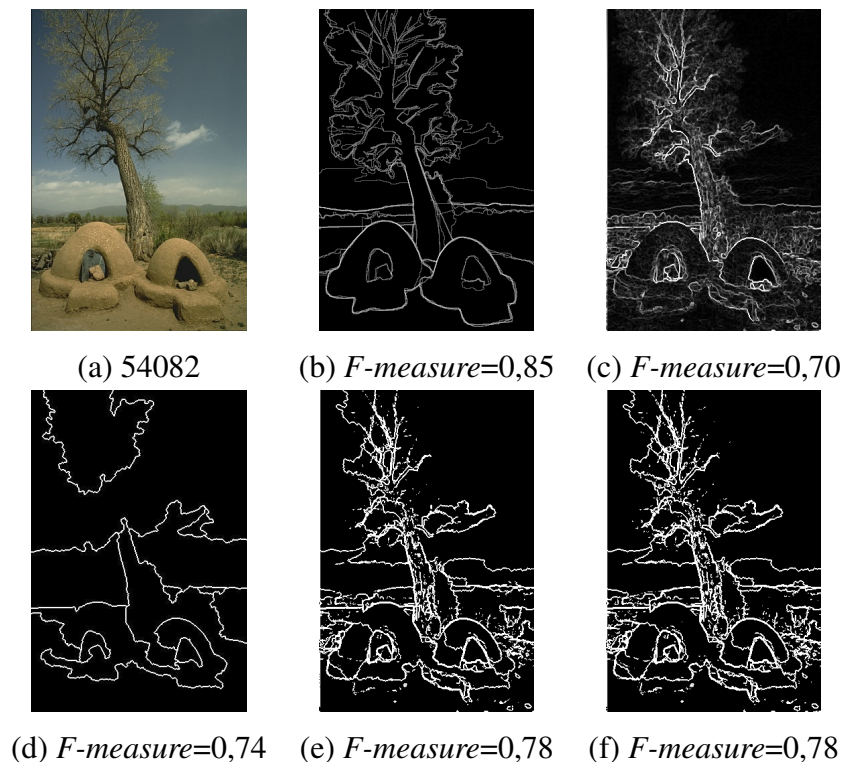 (a) 54082
(b) F-measure=0,85
(c) F-measure=0,70
(d) F-measure=0,74
(e) F-measure=0,78
(f) F-measure=0,78